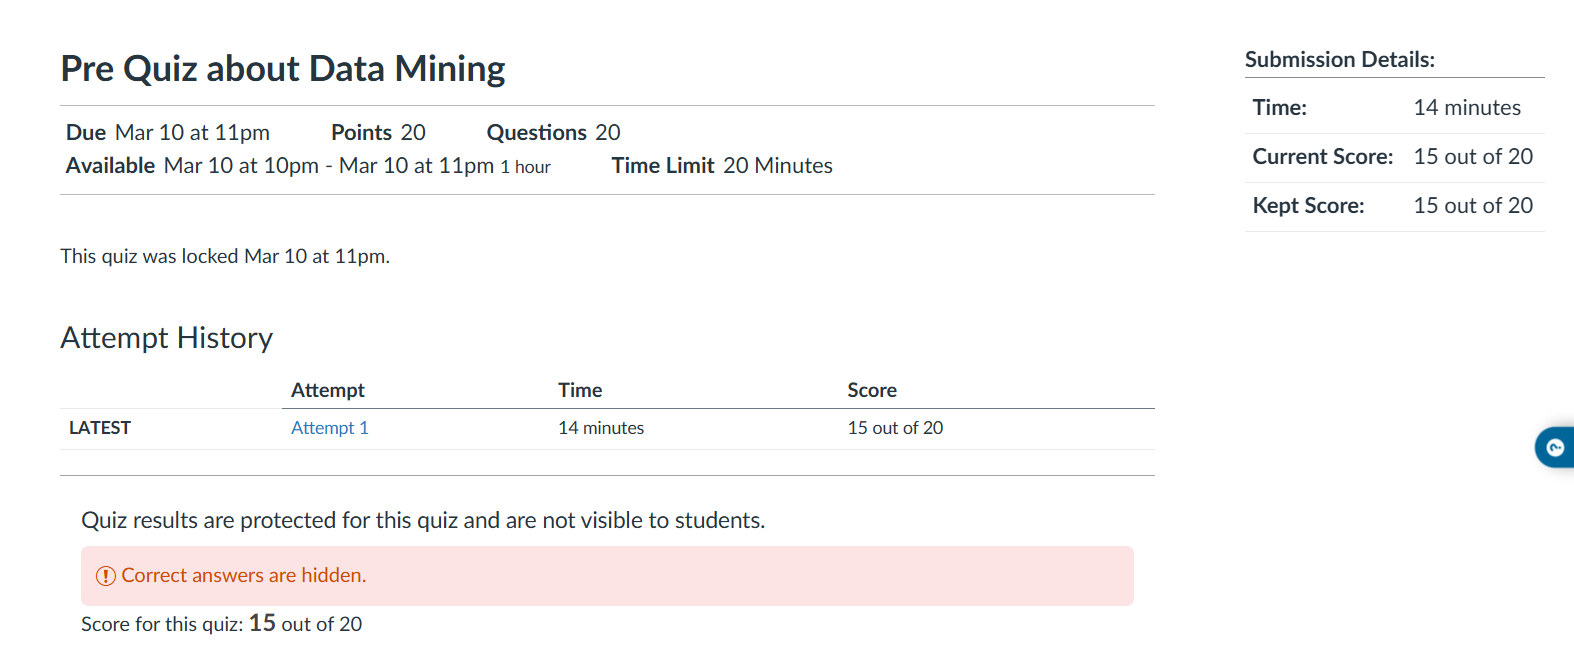 Pre Quiz about Data Mining
Due Mar 10 at 11pm Points 20 Questions 20
Available Mar 10 at 10pm - Mar 10 at 11pm 1 hour Time Limit 20 Minutes
This quiz was locked Mar 10 at 11pm.
Attempt History
Attempt Time Score
LATEST Attempt 1 14 minutes 15 out of 20
Quiz results are protected for this quiz and are not visible to students.
Correct answers are hidden.
Score for this quiz: 15 out of 20
Submission Details:
Time: 14 minutes
Current Score: 15 out of 20
Kept Score: 15 out of 20